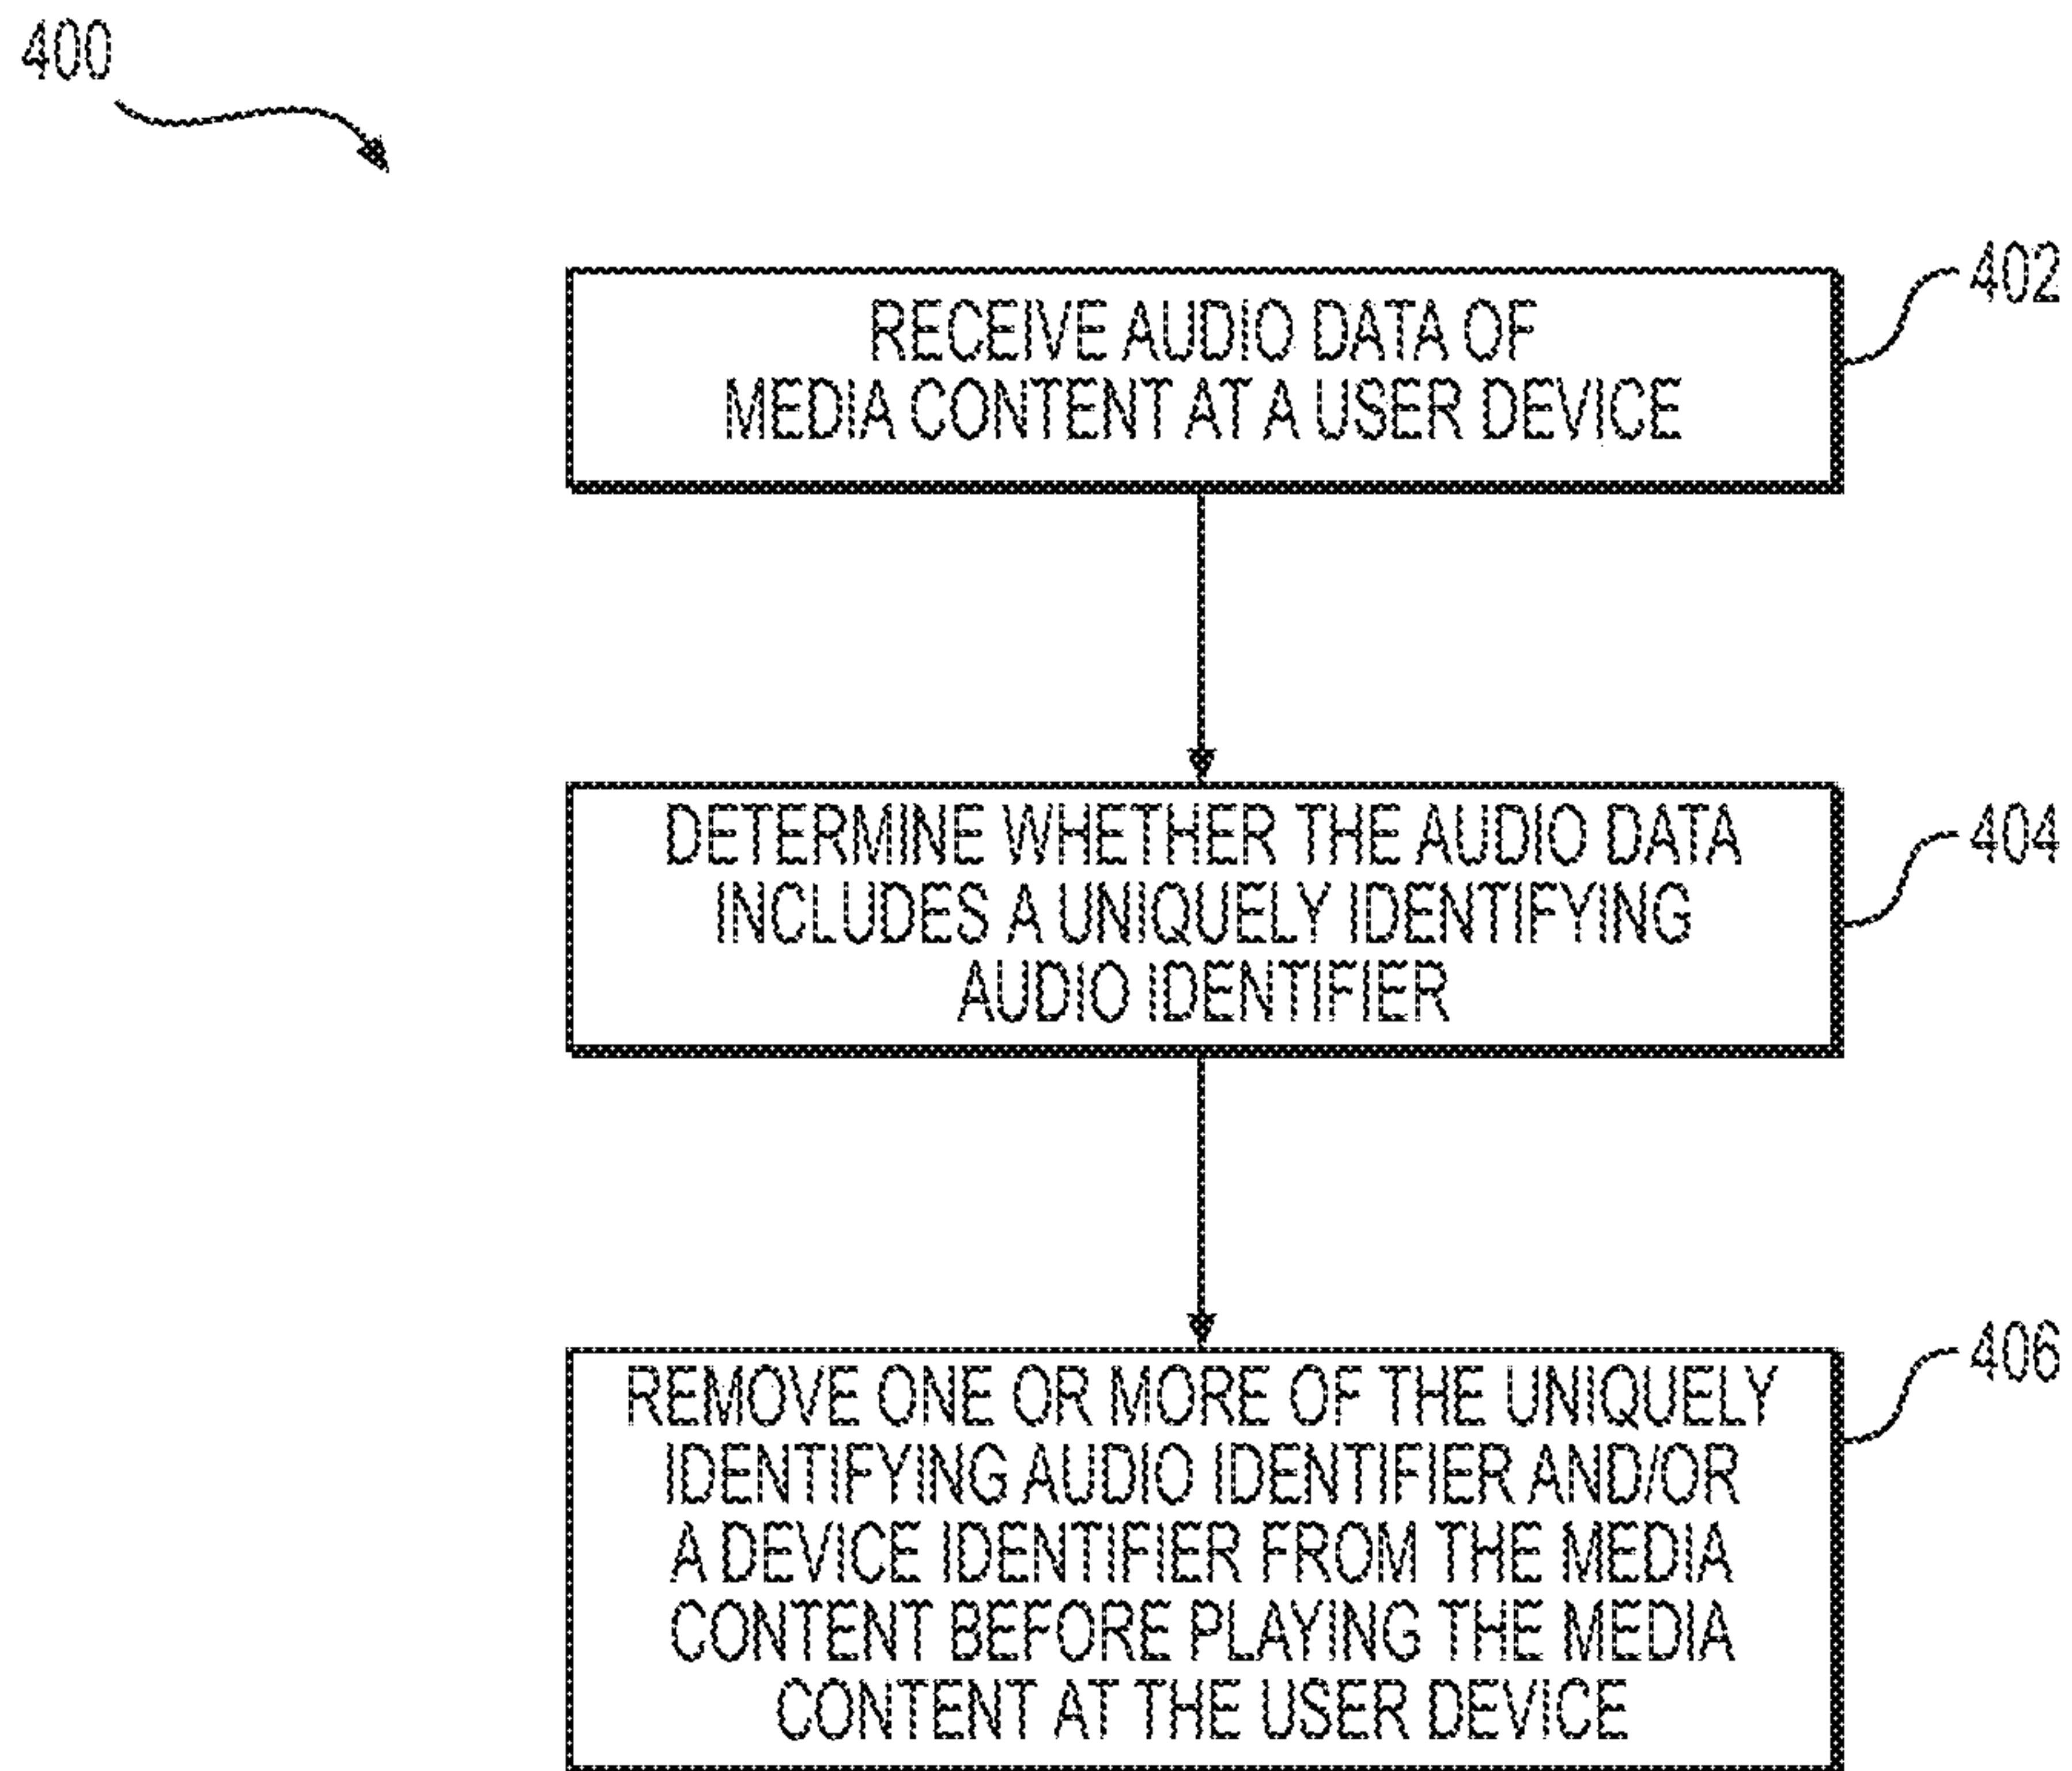 400
402
RECEIVE AUDIO DATA OF
MEDIA CONTENT AT A USER DEVICE
404
DETERMINE WHETHER THE AUDIO DATA
INCLUDES A UNIQUELY IDENTIFYING
AUDIO IDENTIFIER
406
REMOVE ONE OR MORE OF THE UNIQUELY
IDENTIFYING AUDIO IDENTIFIER AND/OR
A DEVICE IDENTIFIER FROM THE MEDIA
CONTENT BEFORE PLAYING THE MEDIA
CONTENT AT THE USER DEVICE